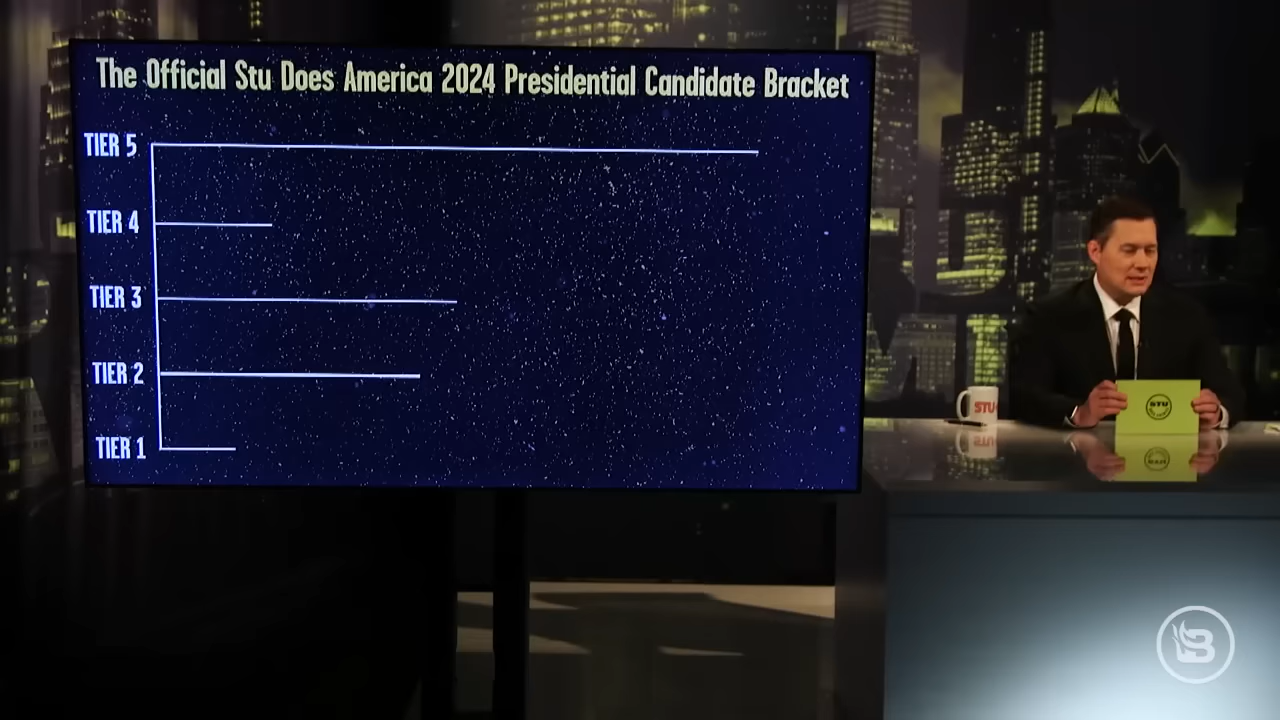 The Official Stu Does America 2024 Presidential Candidate Bracket
TIER 5
TIER 4
TIER 3
TIER 2
TIER 1
STU
STU
B